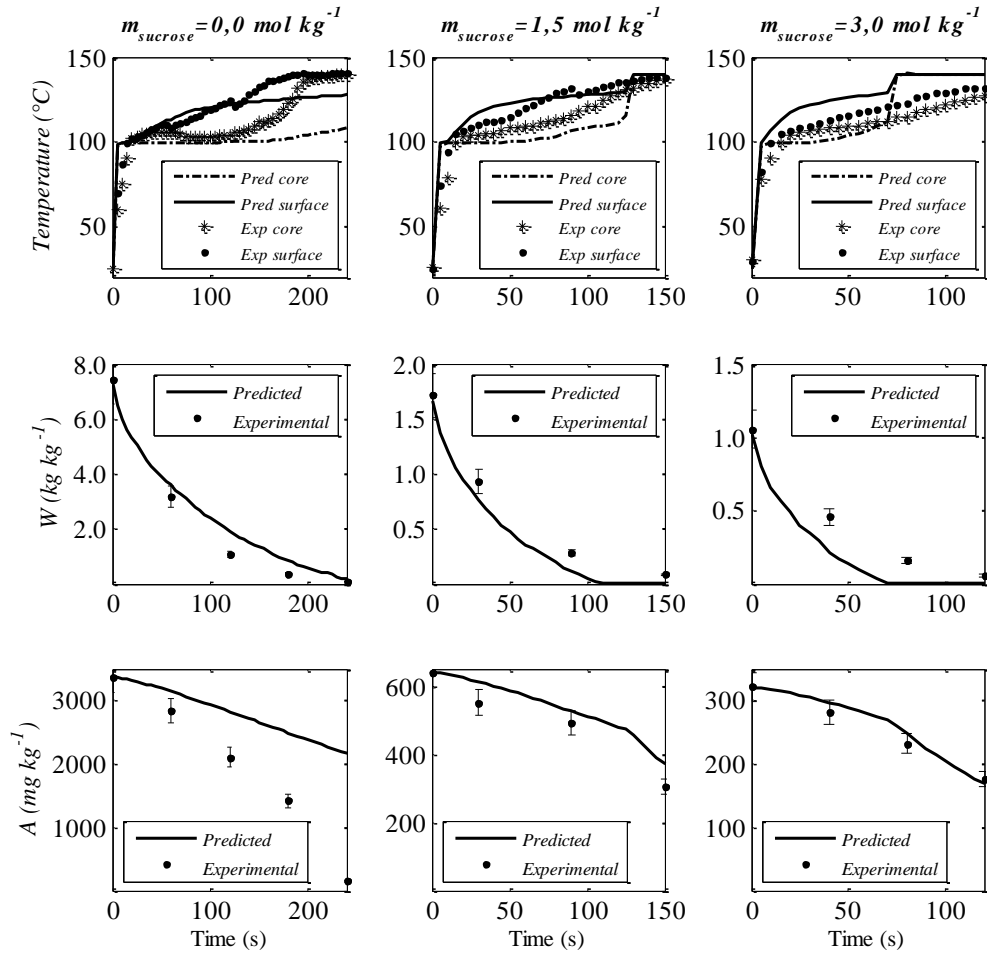 m_sucrose=0,0 mol kg^-1
m_sucrose=1,5 mol kg^-1
m_sucrose=3,0 mol kg^-1
Temperature (°C)
150
100
50
0
100
200
Pred core
Pred surface
Exp core
Exp surface
150
100
50
0
50
100
150
Pred core
Pred surface
Exp core
Exp surface
150
100
50
0
50
100
Pred core
Pred surface
Exp core
Exp surface
W (kg kg^-1)
8.0
6.0
4.0
2.0
0
100
200
Predicted
Experimental
2.0
1.5
1.0
0.5
0
50
100
150
Predicted
Experimental
1.5
1.0
0.5
0
50
100
Predicted
Experimental
A (mg kg^-1)
3000
2000
1000
0
100
200
Time (s)
Predicted
Experimental
600
400
200
0
50
100
150
Time (s)
Predicted
Experimental
300
200
100
0
50
100
Time (s)
Predicted
Experimental